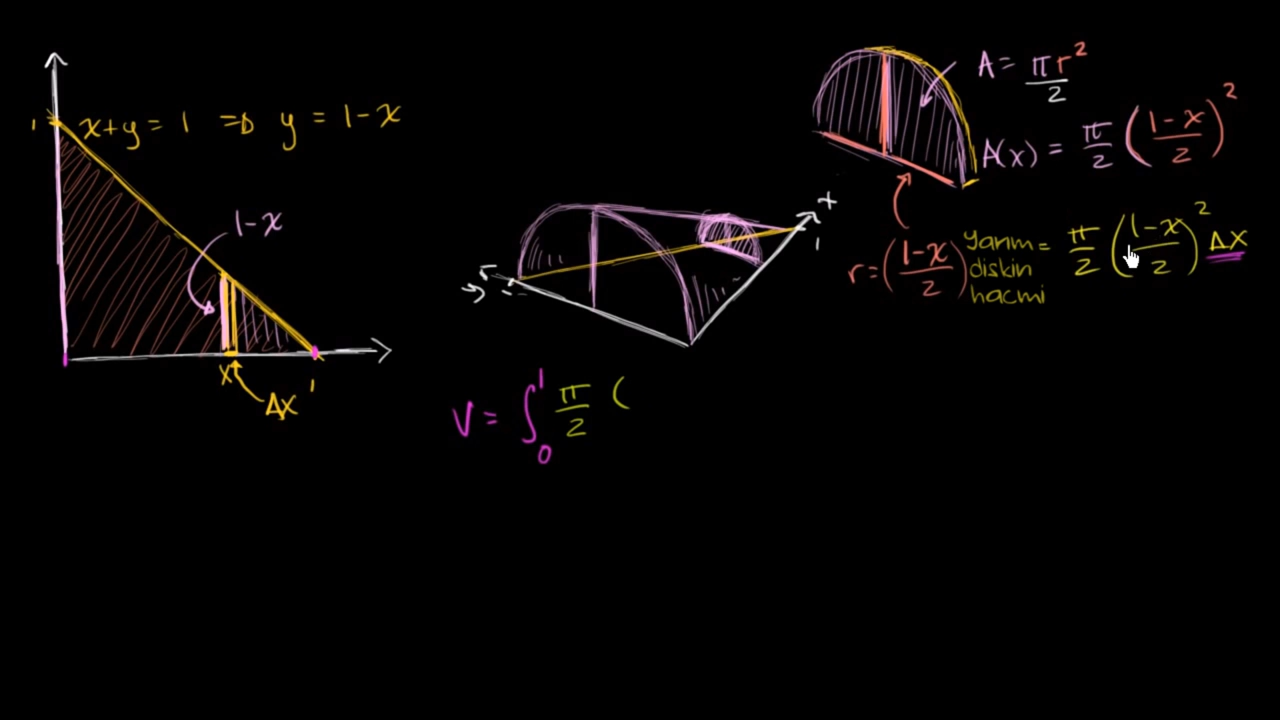 1
x+y = 1 ⇒ y = 1-x
1-x
x
1
Δx
x
1
y
A = πr²/2
A(x) = π/2 ((1-x)/2)²
r = ((1-x)/2)
yarım
diskin
hacmi
= π/2 ((1-x)/2)² Δx
V = ∫₀¹ π/2 (